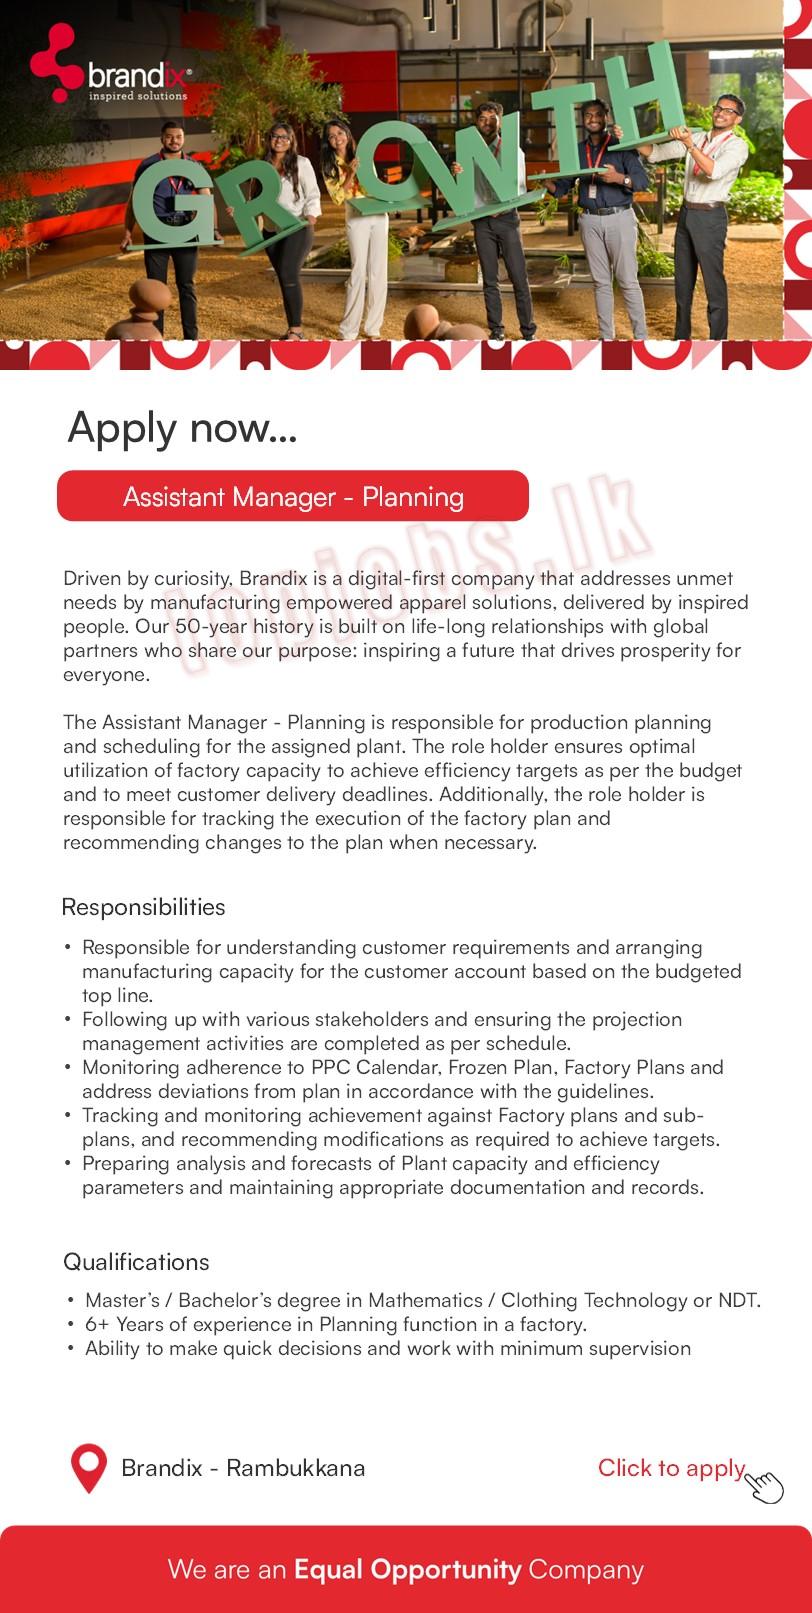 brandix®
inspired solutions
GROWTH
Apply now...
Assistant Manager - Planning
topjobs.lk
Driven by curiosity, Brandix is a digital-first company that addresses unmet
needs by manufacturing empowered apparel solutions, delivered by inspired
people. Our 50-year history is built on life-long relationships with global
partners who share our purpose: inspiring a future that drives prosperity for
everyone.
The Assistant Manager - Planning is responsible for production planning
and scheduling for the assigned plant. The role holder ensures optimal
utilization of factory capacity to achieve efficiency targets as per the budget
and to meet customer delivery deadlines. Additionally, the role holder is
responsible for tracking the execution of the factory plan and
recommending changes to the plan when necessary.
Responsibilities
• Responsible for understanding customer requirements and arranging
manufacturing capacity for the customer account based on the budgeted
top line.
• Following up with various stakeholders and ensuring the projection
management activities are completed as per schedule.
• Monitoring adherence to PPC Calendar, Frozen Plan, Factory Plans and
address deviations from plan in accordance with the guidelines.
• Tracking and monitoring achievement against Factory plans and sub-
plans, and recommending modifications as required to achieve targets.
• Preparing analysis and forecasts of Plant capacity and efficiency
parameters and maintaining appropriate documentation and records.
Qualifications
• Master's / Bachelor's degree in Mathematics / Clothing Technology or NDT.
• 6+ Years of experience in Planning function in a factory.
• Ability to make quick decisions and work with minimum supervision
Brandix - Rambukkana
Click to apply
We are an Equal Opportunity Company